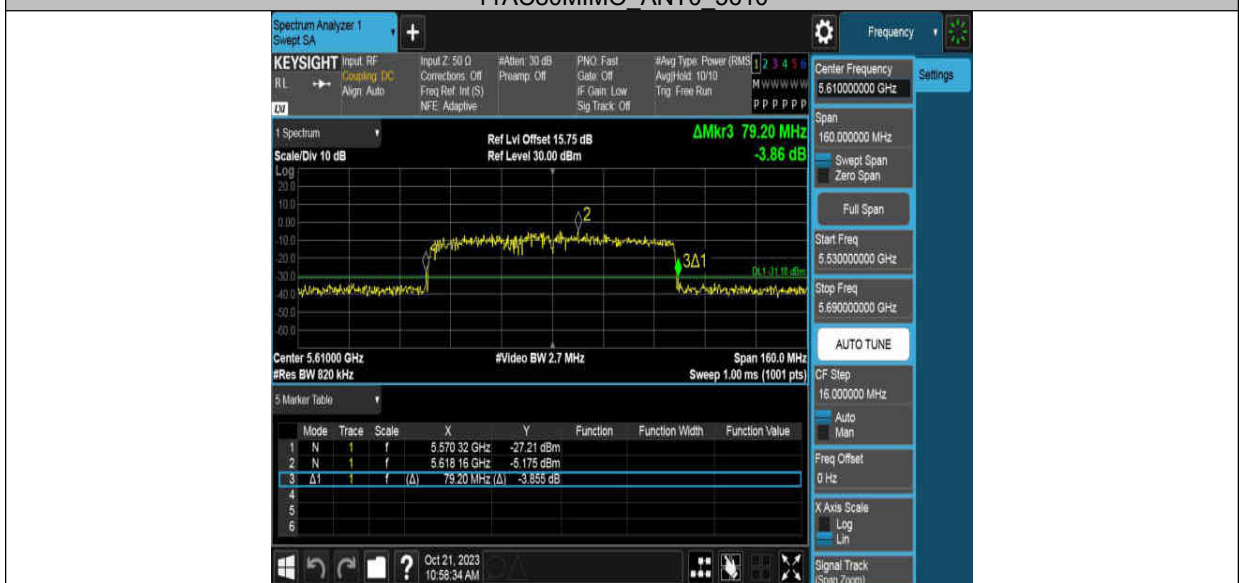 11AC80MIMO_ANT0_5610
Spectrum Analyzer 1
Swept SA
Frequency
KEYSIGHT
RL
LXI
Input: RF
Coupling: DC
Align: Auto
Input Z: 50 Ω
Corrections: Off
Freq Ref: Int (S)
NFE: Adaptive
#Atten: 30 dB
Preamp: Off
PNO: Fast
Gate: Off
IF Gain: Low
Sig Track: Off
#Avg Type: Power (RMS
Avg|Hold: 10/10
Trig: Free Run
1 2 3 4 5 6
M W W W W W
P P P P P P
Center Frequency
5.610000000 GHz
Settings
Span
160.000000 MHz
Swept Span
Zero Span
Full Span
Start Freq
5.530000000 GHz
Stop Freq
5.690000000 GHz
AUTO TUNE
CF Step
16.000000 MHz
Auto
Man
Freq Offset
0 Hz
X Axis Scale
Log
Lin
Signal Track
(Span Zoom)
1 Spectrum
Scale/Div 10 dB
Ref Lvl Offset 15.75 dB
Ref Level 30.00 dBm
ΔMkr3 79.20 MHz
-3.86 dB
Log
20.0
10.0
0.00
-10.0
-20.0
-30.0
-40.0
-50.0
-60.0
2
3Δ1
DL1 -31.18 dBm
Center 5.61000 GHz
#Video BW 2.7 MHz
Span 160.0 MHz
#Res BW 820 kHz
Sweep 1.00 ms (1001 pts)
5 Marker Table
Mode Trace Scale X Y Function Function Width Function Value
1 N 1 f 5.570 32 GHz -27.21 dBm
2 N 1 f 5.618 16 GHz -5.175 dBm
3 Δ1 1 f (Δ) 79.20 MHz (Δ) -3.855 dB
4
5
6
Oct 21, 2023
10:58:34 AM